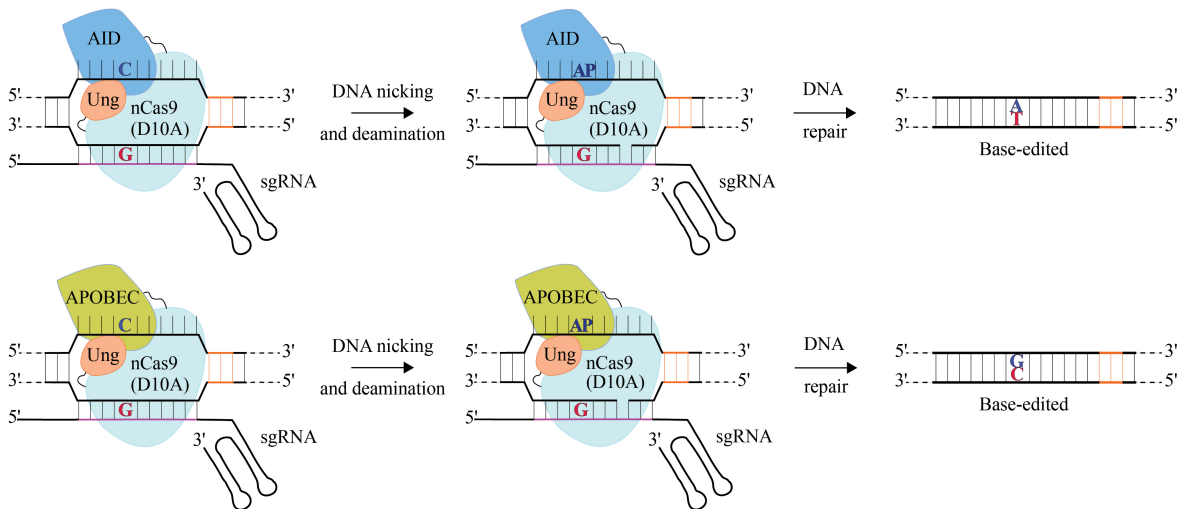 AID
C
Ung
nCas9
(D10A)
5'
3'
3'
5'
G
5'
3'
sgRNA
DNA nicking
and deamination
AID
AP
Ung
nCas9
(D10A)
5'
3'
3'
5'
G
5'
3'
sgRNA
DNA
repair
5'
3'
A
T
3'
5'
Base-edited
APOBEC
C
Ung
nCas9
(D10A)
5'
3'
3'
5'
G
5'
3'
sgRNA
DNA nicking
and deamination
APOBEC
AP
Ung
nCas9
(D10A)
5'
3'
3'
5'
G
5'
3'
sgRNA
DNA
repair
5'
3'
G
C
3'
5'
Base-edited